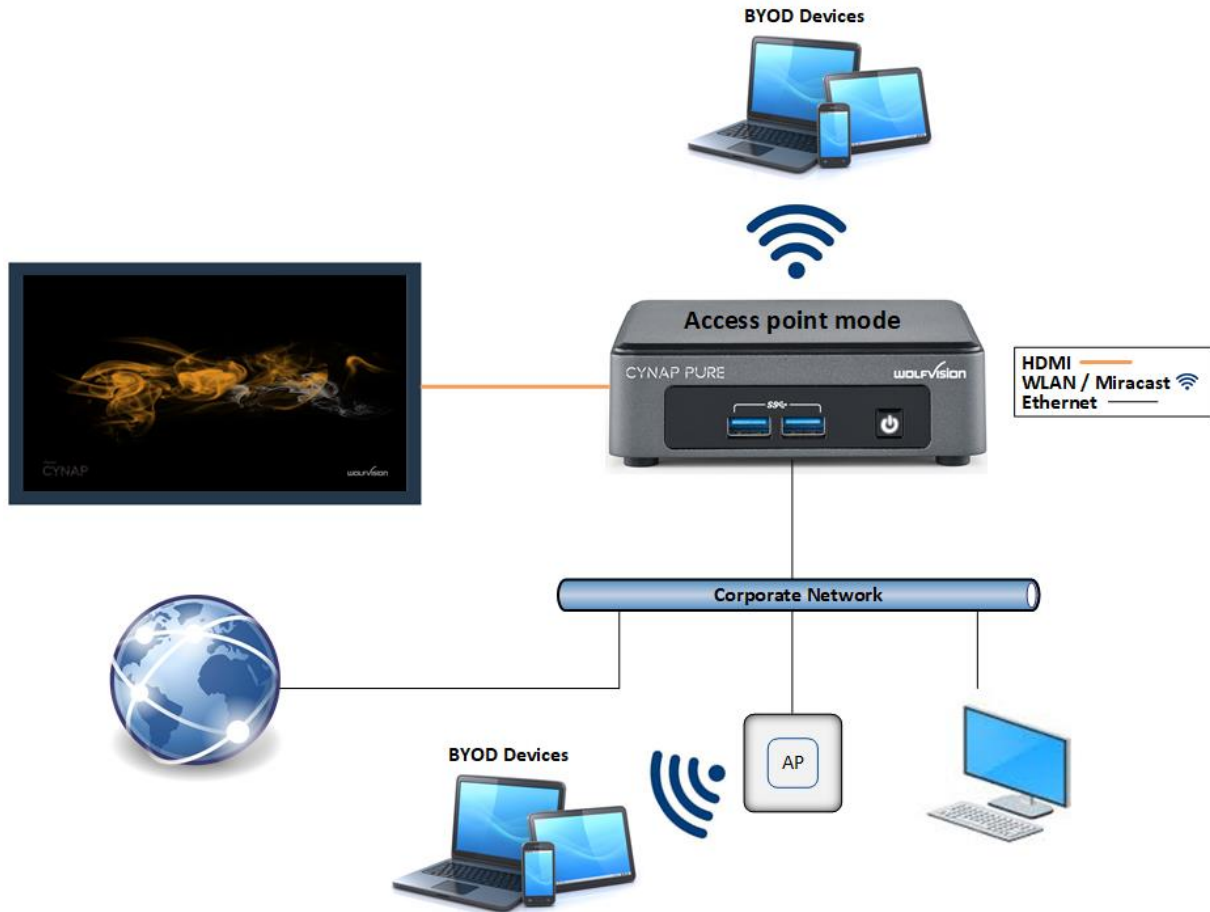 BYOD Devices
Access point mode
CYNAP PURE
WOLFVISION
SS
HDMI
WLAN / Miracast
Ethernet
CYNAP
WOLFVISION
Corporate Network
BYOD Devices
AP